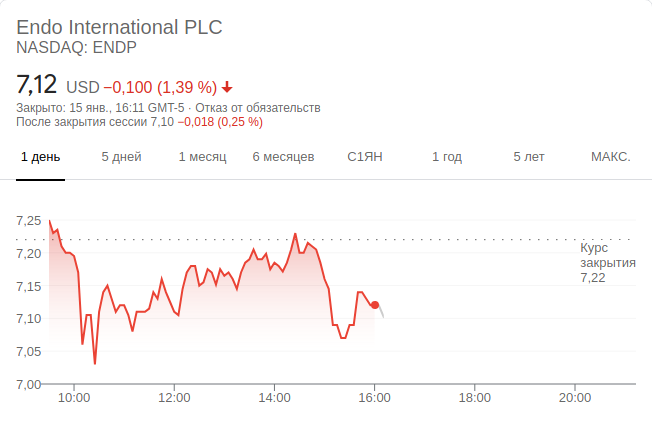 Endo International PLC
NASDAQ: ENDP
7,12 USD −0,100 (1,39 %)
Закрыто: 15 янв., 16:11 GMT-5 · Отказ от обязательств
После закрытия сессии 7,10 −0,018 (0,25 %)
1 день 5 дней 1 месяц 6 месяцев С1ЯН 1 год 5 лет МАКС.
7,25
7,20
7,15
7,10
7,05
7,00
Курс
закрытия
7,22
10:00 12:00 14:00 16:00 18:00 20:00